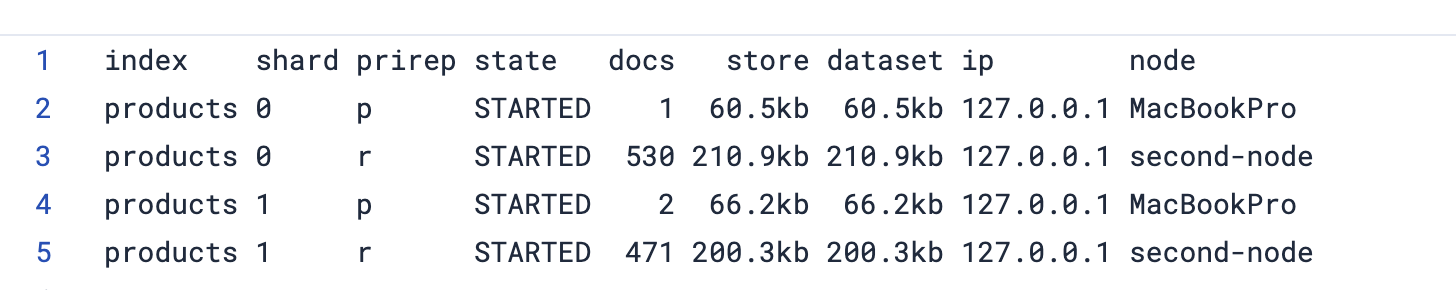 1 index    shard prirep state   docs   store dataset ip        node
2 products 0     p      STARTED    1  60.5kb  60.5kb 127.0.0.1 MacBookPro
3 products 0     r      STARTED  530 210.9kb 210.9kb 127.0.0.1 second-node
4 products 1     p      STARTED    2  66.2kb  66.2kb 127.0.0.1 MacBookPro
5 products 1     r      STARTED  471 200.3kb 200.3kb 127.0.0.1 second-node